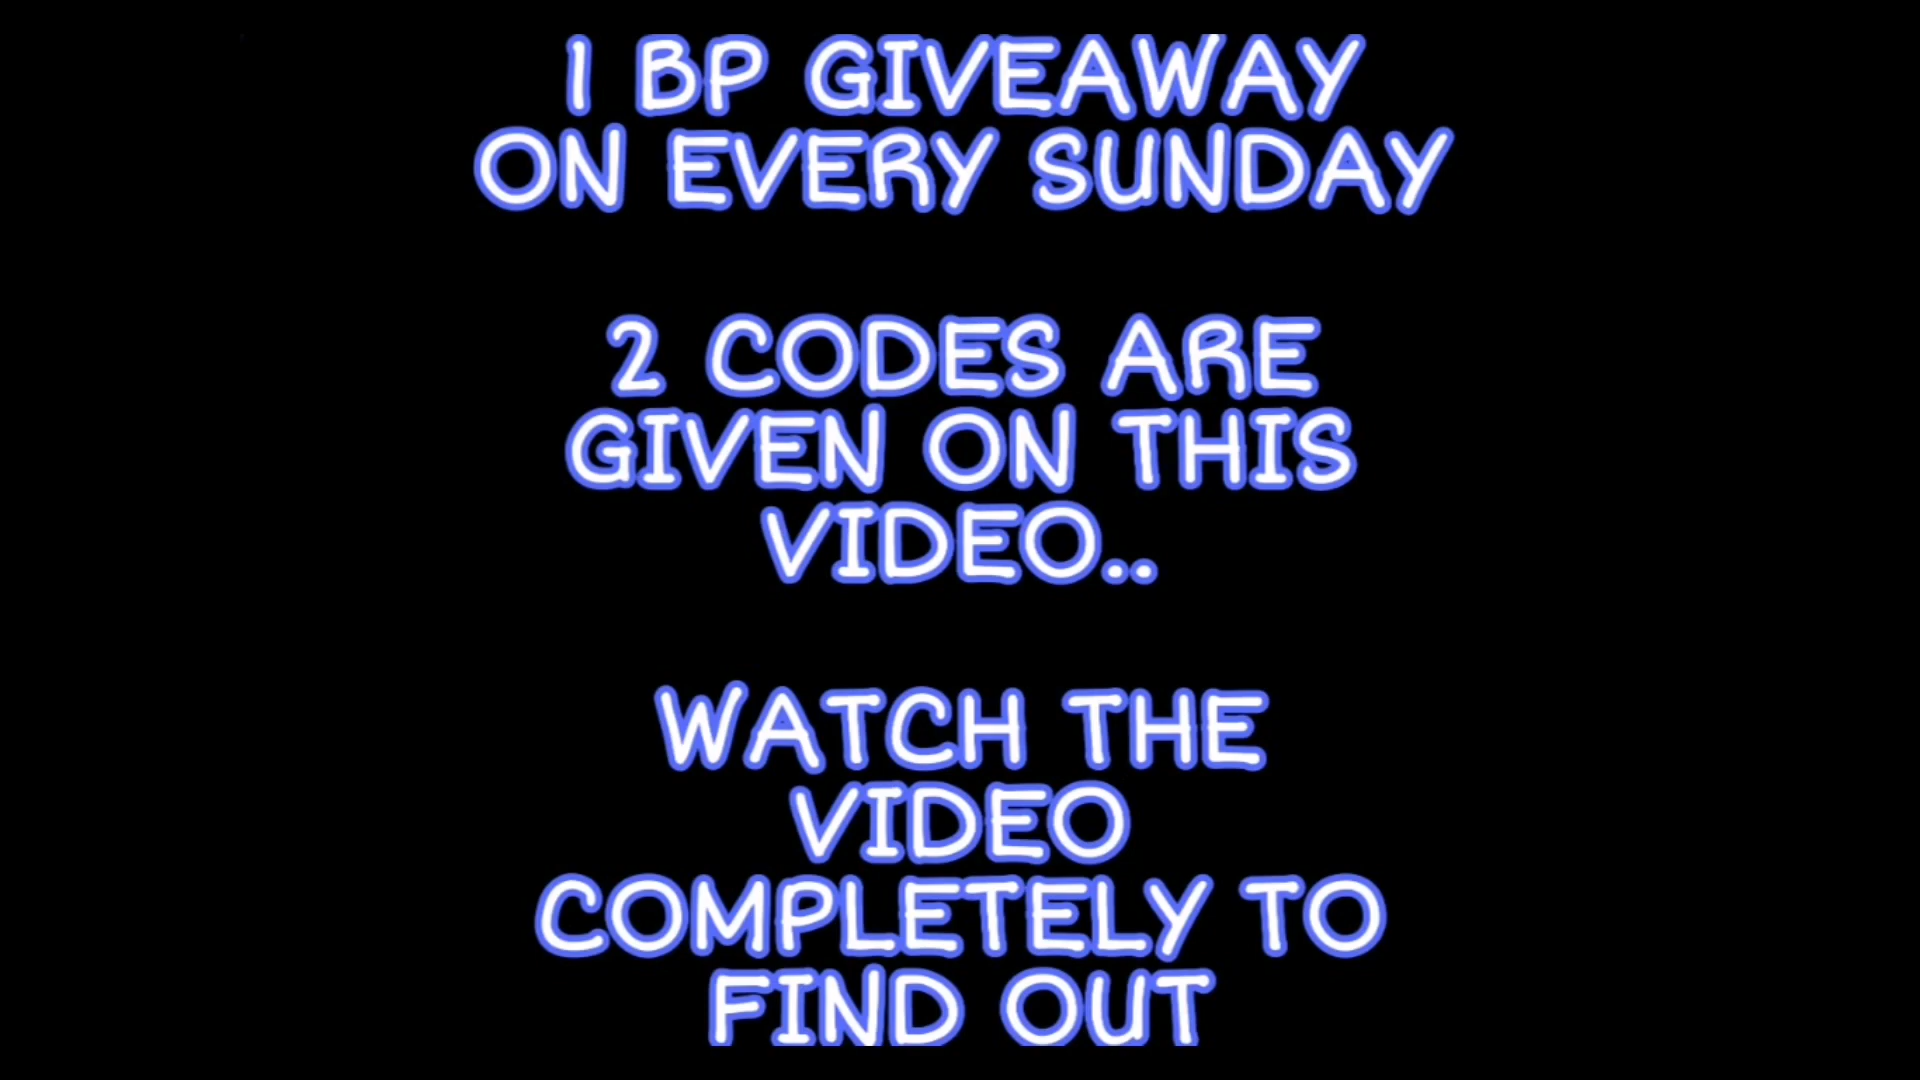 1 BP GIVEAWAY
ON EVERY SUNDAY
2 CODES ARE
GIVEN ON THIS
VIDEO..
WATCH THE
VIDEO
COMPLETELY TO
FIND OUT